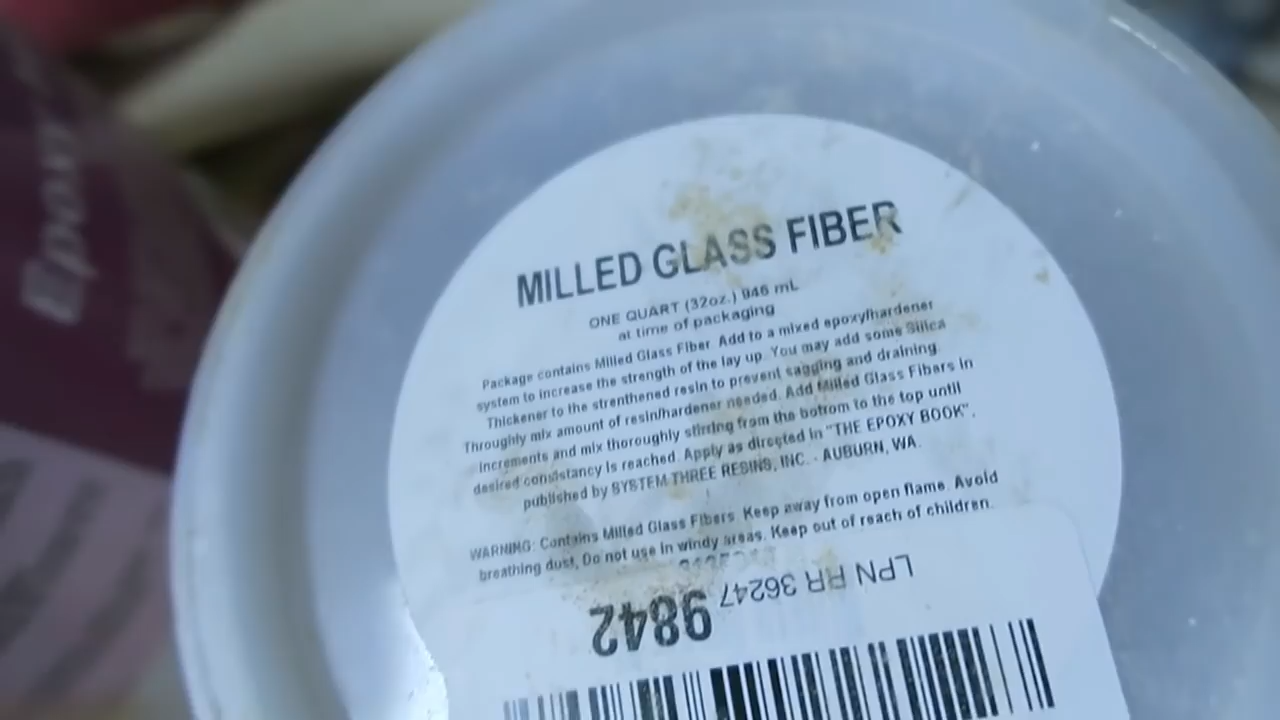 Epoxy
MILLED GLASS FIBER
ONE QUART (32oz.) 946 mL
at time of packaging
Package contains Milled Glass Fiber. Add to a mixed epoxy/hardener
system to increase the strength of the lay up. You may add some Silica
Thickener to the strenthened resin to prevent sagging and draining.
Throughly mix amount of resin/hardener needed. Add Milled Glass Fibers in
increments and mix thoroughly stirring from the bottom to the top until
desired consistancy is reached. Apply as directed in "THE EPOXY BOOK",
published by SYSTEM THREE RESINS, INC. - AUBURN, WA.
WARNING: Contains Milled Glass Fibers. Keep away from open flame. Avoid
breathing dust, Do not use in windy areas. Keep out of reach of children.
LPN RR 36247
9842